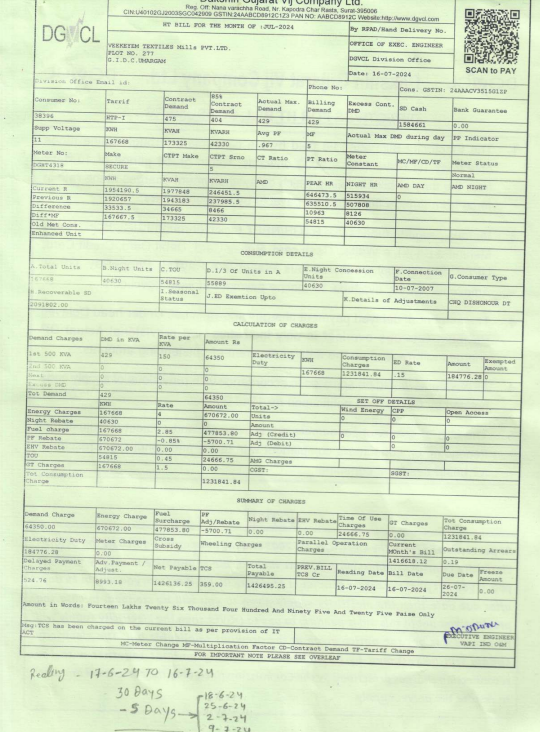 Dakshin Gujarat Vij Company Ltd.
Reg. Off: Nana varachha Road, Nr. Kapodra Char Rasta, Surat-395006
CIN:U40102GJ2003SGC042909 GSTIN:24AABCD8912C1Z3 PAN NO: AABCD8912C Website:http://www.dgvcl.com
HT BILL FOR THE MONTH OF :JUL-2024
By RPAD/Hand Delivery No.
DGVCL
VEEKEYEM TEXTILES Mills PVT.LTD.
PLOT NO. 277
G.I.D.C.UMARGAM
OFFICE OF EXEC. ENGINEER
DGVCL Division Office
Date: 16-07-2024
SCAN to PAY
Division Office Email id:
Phone No:
Cons. GSTIN: 24AAACV3515Q1ZP
Consumer No: Tarrif Contract Demand 85% Contract Demand Actual Max. Demand Billing Demand Excess Cont. DMD SD Cash Bank Guarantee
38396 HTP-I 475 404 429 429 1584661 0.00
Supp Voltage KWH KVAH KVARH Avg PF MF Actual Max DMD during day PF Indicator
11 167668 173325 42330 .967 5
Meter No: Make CTPT Make CTPT Srno CT Ratio PT Ratio Meter Constant MC/MF/CD/TF Meter Status
DGHT4319 SECURE 5 Normal
KWH KVAH KVARH AMD PEAK HR NIGHT HR AMD DAY AMD NIGHT
Current R 1954190.5 1977848 246451.5 646473.5 515934 0
Previous R 1920657 1943183 237985.5 635510.5 507808
Difference 33533.5 34665 8466 10963 8126
Diff*MF 167667.5 173325 42330 54815 40630
Old Met Cons.
Enhanced Unit
CONSUMPTION DETAILS
A.Total Units B.Night Units C.TOU D.1/3 Of Units in A E.Night Concession Units F.Connection Date G.Consumer Type
167668 40630 54815 55889 40630 10-07-2007
H.Recoverable SD I.Seasonal Status J.ED Exemtion Upto K.Details of Adjustments CHQ DISHONOUR DT
2091802.00
CALCULATION OF CHARGES
Demand Charges DMD in KVA Rate per KVA Amount Rs
1st 500 KVA 429 150 64350 Electricity Duty KWH Consumption Charges ED Rate Amount Exempted Amount
2nd 500 KVA 0 0 0 167668 1231841.84 .15 184776.28 0
Next 0 0 0
Excess DMD 0 0 0
Tot Demand 429 64350
SET OFF DETAILS
KWH Rate Amount Total-> Wind Energy CPP Open Access
Energy Charges 167668 4 670672.00 Units 0 0 0
Night Rebate 40630 0 0 Amount
Fuel charge 167668 2.85 477853.80 Adj (Credit) 0 0 0
PF Rebate 670672 -0.85% -5700.71 Adj (Debit) 0 0
EHV Rebate 670672.00 0.00 0.00
TOU 54815 0.45 24666.75 AMG Charges
GT Charges 167668 1.5 0.00 CGST: SGST:
Tot Consumption Charge 1231841.84
SUMMARY OF CHARGES
Demand Charge Energy Charge Fuel Surcharge PF Adj/Rebate Night Rebate EHV Rebate Time Of Use Charges GT Charge Tot Consumption Charge
64350.00 670672.00 477853.80 -5700.71 0.00 0.00 24666.75 0.00 1231841.84
Electricity Duty Meter Charges Cross Subsidy Wheeling Charges Parallel Operation Charges Current MOnth's Bill Outstanding Arrears
184776.28 0.00 1416618.12 0.19
Delayed Payment Charges Adv.Payment / Adjust. Net Payable TCS Total Payable PREV.BILL TCS Cr Reading Date Bill Date Due Date Freeze Amount
1426136.25 359.00 1426495.25 16-07-2024 16-07-2024 26-07-2024 0.00
Amount in Words: Fourteen Lakhs Twenty Six Thousand Four Hundred And Ninety Five And Twenty Five Paise Only
Msg:TCS has been charged on the current bill as per provision of IT ACT
EXECUTIVE ENGINEER
VAPI IND O&M
MC-Meter Change MF-Multiplication Factor CD-Contract Demand TF-Tariff Change
FOR IMPORTANT NOTE PLEASE SEE OVERLEAF
Reading - 17-6-24 TO 16-7-24
30 Days
- 5 Days → 18-6-24
25-6-24
2-7-24
9-7-24